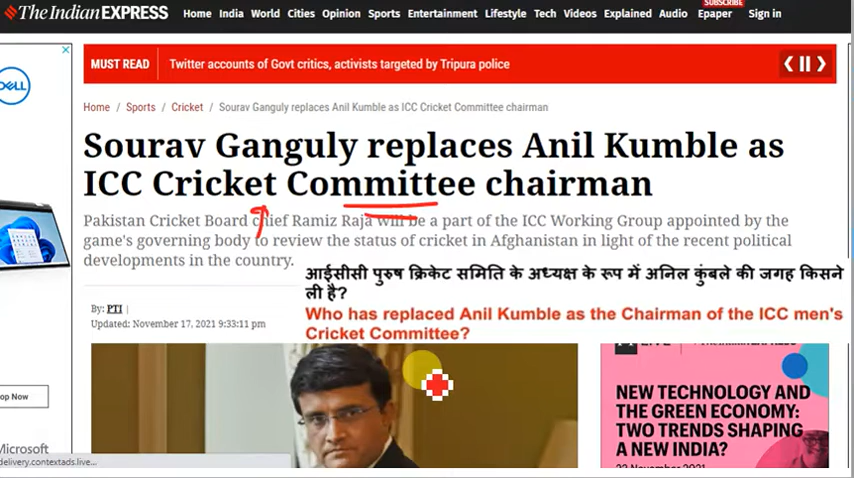 The Indian EXPRESS
Home India World Cities Opinion Sports Entertainment Lifestyle Tech Videos Explained Audio Epaper SUBSCRIBE Sign in
DELL
MUST READ Twitter accounts of Govt critics, activists targeted by Tripura police
Home / Sports / Cricket / Sourav Ganguly replaces Anil Kumble as ICC Cricket Committee chairman
Sourav Ganguly replaces Anil Kumble as
ICC Cricket Committee chairman
Pakistan Cricket Board chief Ramiz Raja will be a part of the ICC Working Group appointed by the
game's governing body to review the status of cricket in Afghanistan in light of the recent political
developments in the country.
आईसीसी पुरुष क्रिकेट समिति के अध्यक्ष के रूप में अनिल कुंबले की जगह किसने
ली है?
Who has replaced Anil Kumble as the Chairman of the ICC men's
Cricket Committee?
By: PTI |
Updated: November 17, 2021 9:33:11 pm
NEW TECHNOLOGY AND
THE GREEN ECONOMY:
TWO TRENDS SHAPING
A NEW INDIA?
op Now
Microsoft
delivery.contextads.live...